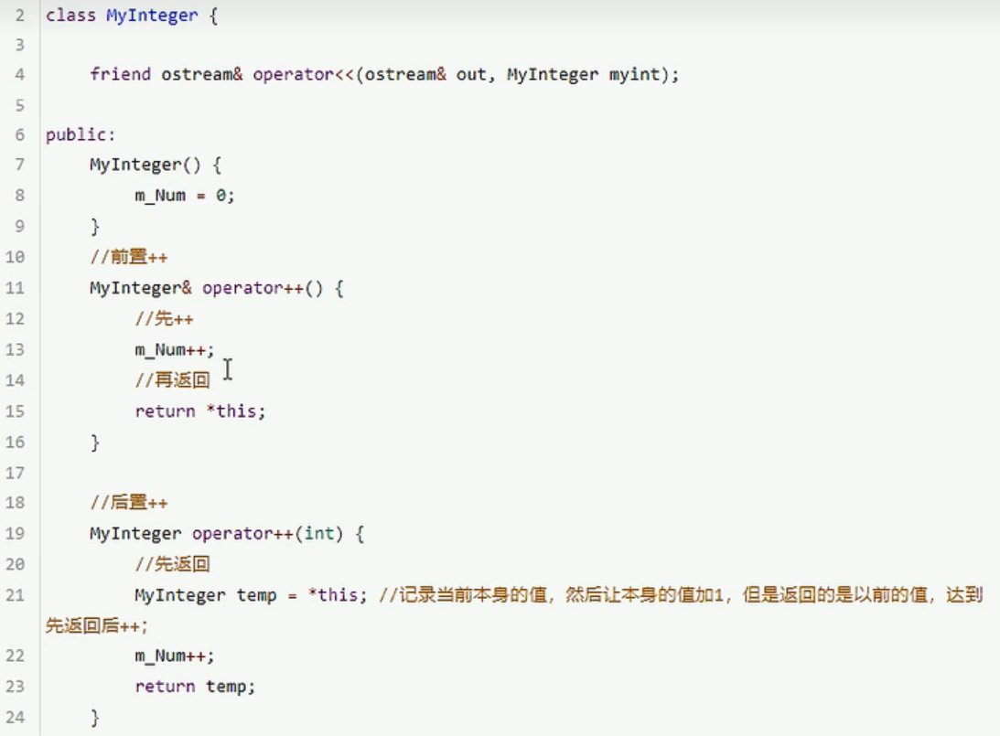 2 class MyInteger {
3
4 friend ostream& operator<<(ostream& out, MyInteger myint);
5
6 public:
7 MyInteger() {
8 m_Num = 0;
9 }
10 //前置++
11 MyInteger& operator++() {
12 //先++
13 m_Num++;
14 //再返回
15 return *this;
16 }
17
18 //后置++
19 MyInteger operator++(int) {
20 //先返回
21 MyInteger temp = *this; //记录当前本身的值，然后让本身的值加1，但是返回的是以前的值，达到
先返回后++;
22 m_Num++;
23 return temp;
24 }